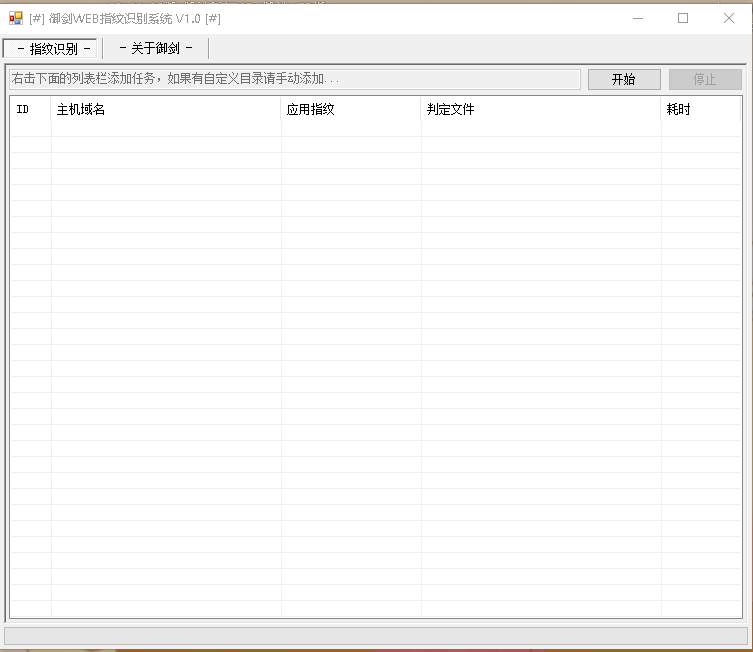 [#] 御剑WEB指纹识别系统 V1.0 [#]
- 指纹识别 - - 关于御剑 -
右击下面的列表栏添加任务，如果有自定义目录请手动添加... 开始 停止
ID 主机域名 应用指纹 判定文件 耗时